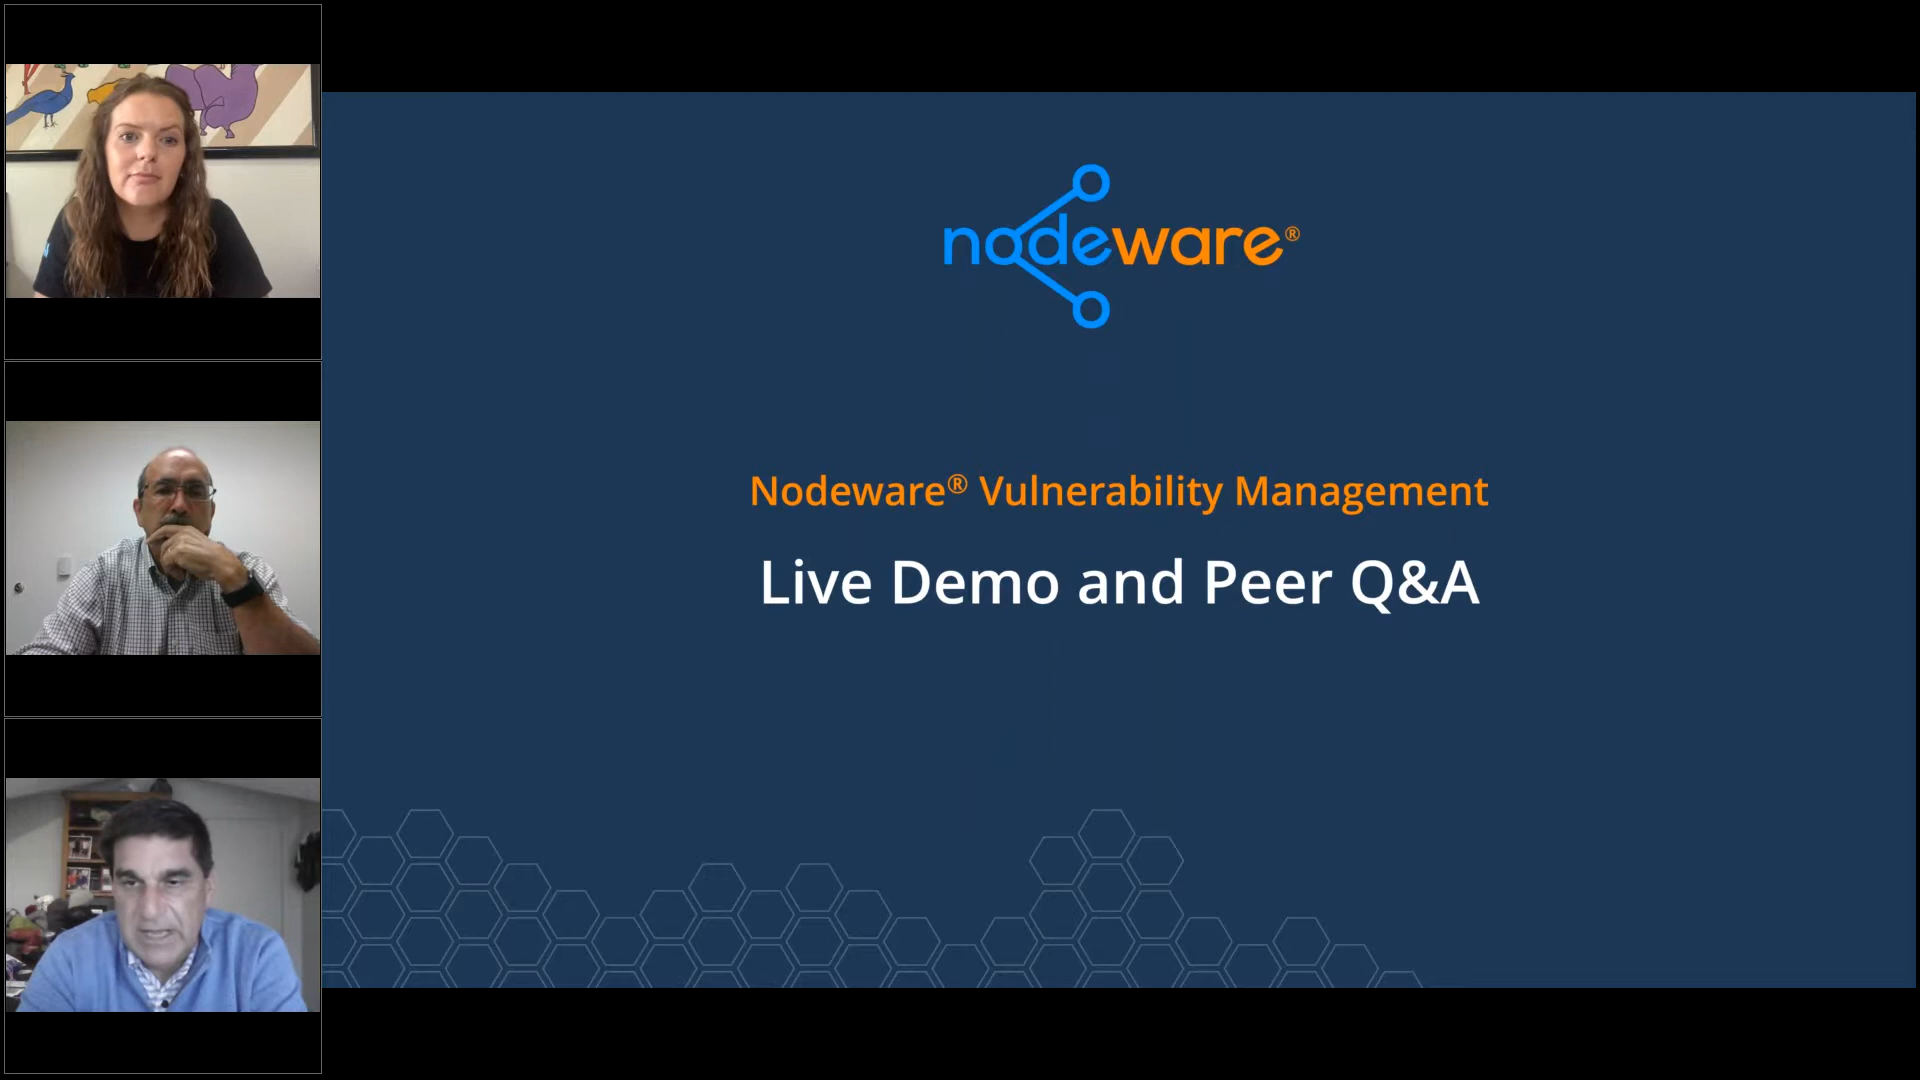 nodeware®
Nodeware® Vulnerability Management
Live Demo and Peer Q&A